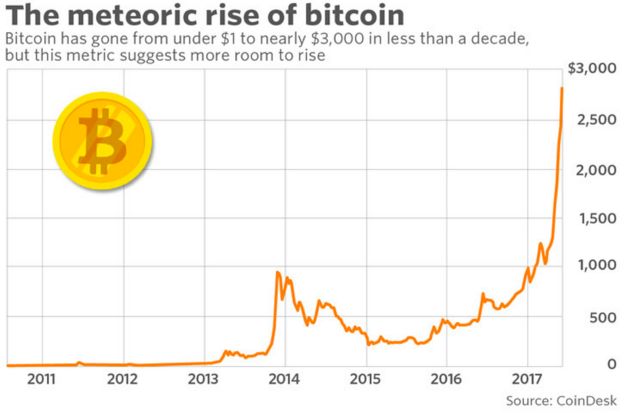 The meteoric rise of bitcoin
Bitcoin has gone from under $1 to nearly $3,000 in less than a decade,
but this metric suggests more room to rise
$3,000
2,500
2,000
1,500
1,000
500
0
2011 2012 2013 2014 2015 2016 2017
Source: CoinDesk